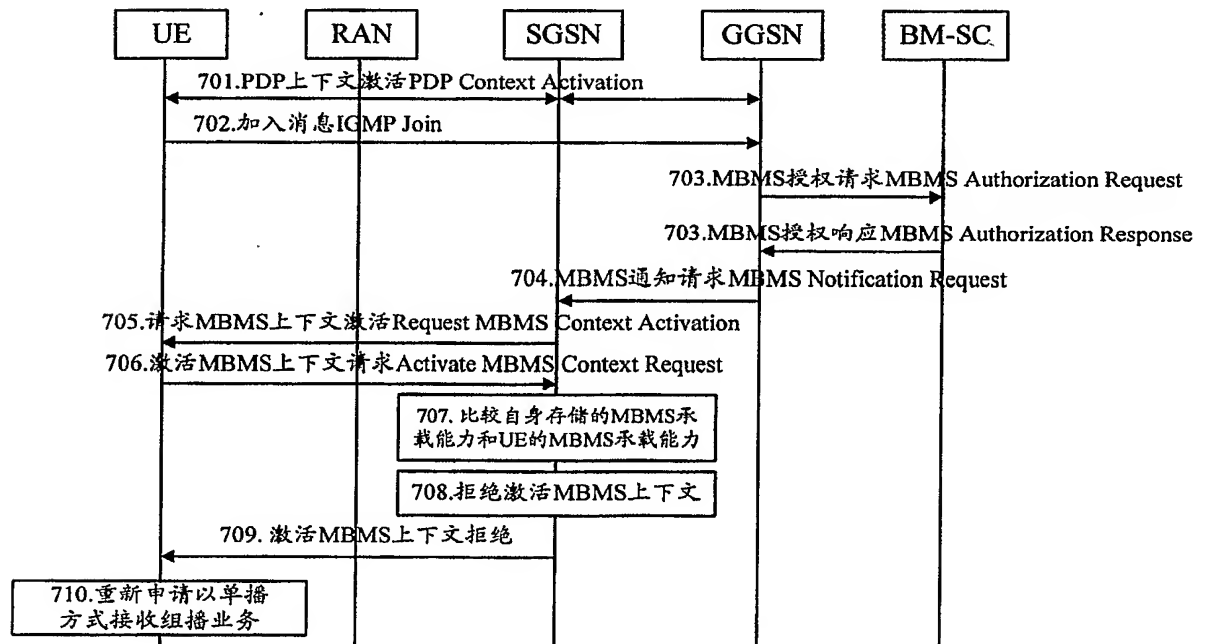 UE
RAN
SGSN
GGSN
BM-SC
701.PDP上下文激活PDP Context Activation
702.加入消息IGMP Join
703.MBMS授权请求MBMS Authorization Request
703.MBMS授权响应MBMS Authorization Response
704.MBMS通知请求MBMS Notification Request
705.请求MBMS上下文激活Request MBMS Context Activation
706.激活MBMS上下文请求Activate MBMS Context Request
707. 比较自身存储的MBMS承
载能力和UE的MBMS承载能力
708.拒绝激活MBMS上下文
709. 激活MBMS上下文拒绝
710.重新申请以单播
方式接收组播业务